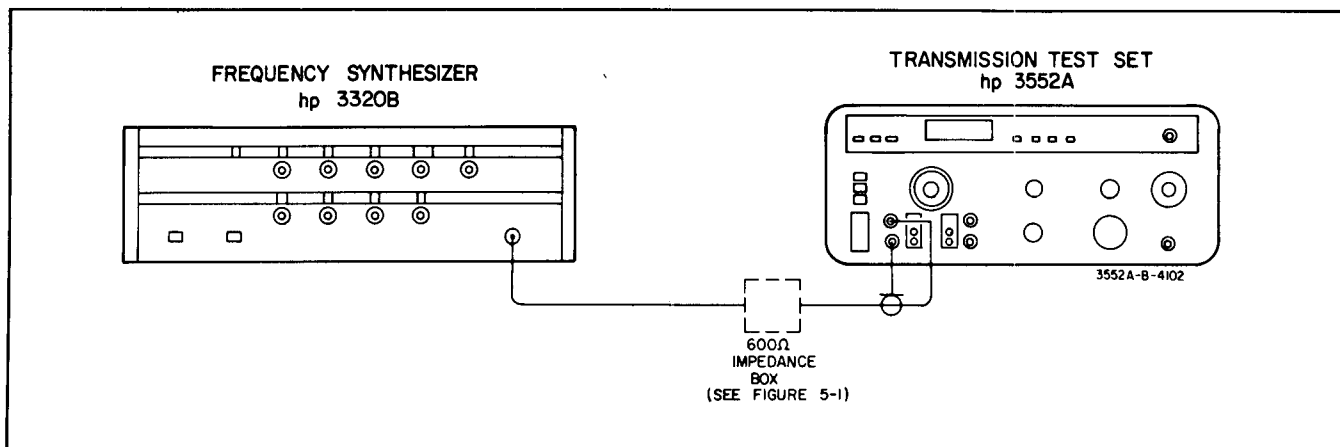 FREQUENCY SYNTHESIZER
hp 3320B
TRANSMISSION TEST SET
hp 3552A
3552A-B-4102
600Ω
IMPEDANCE
BOX
(SEE FIGURE 5-1)